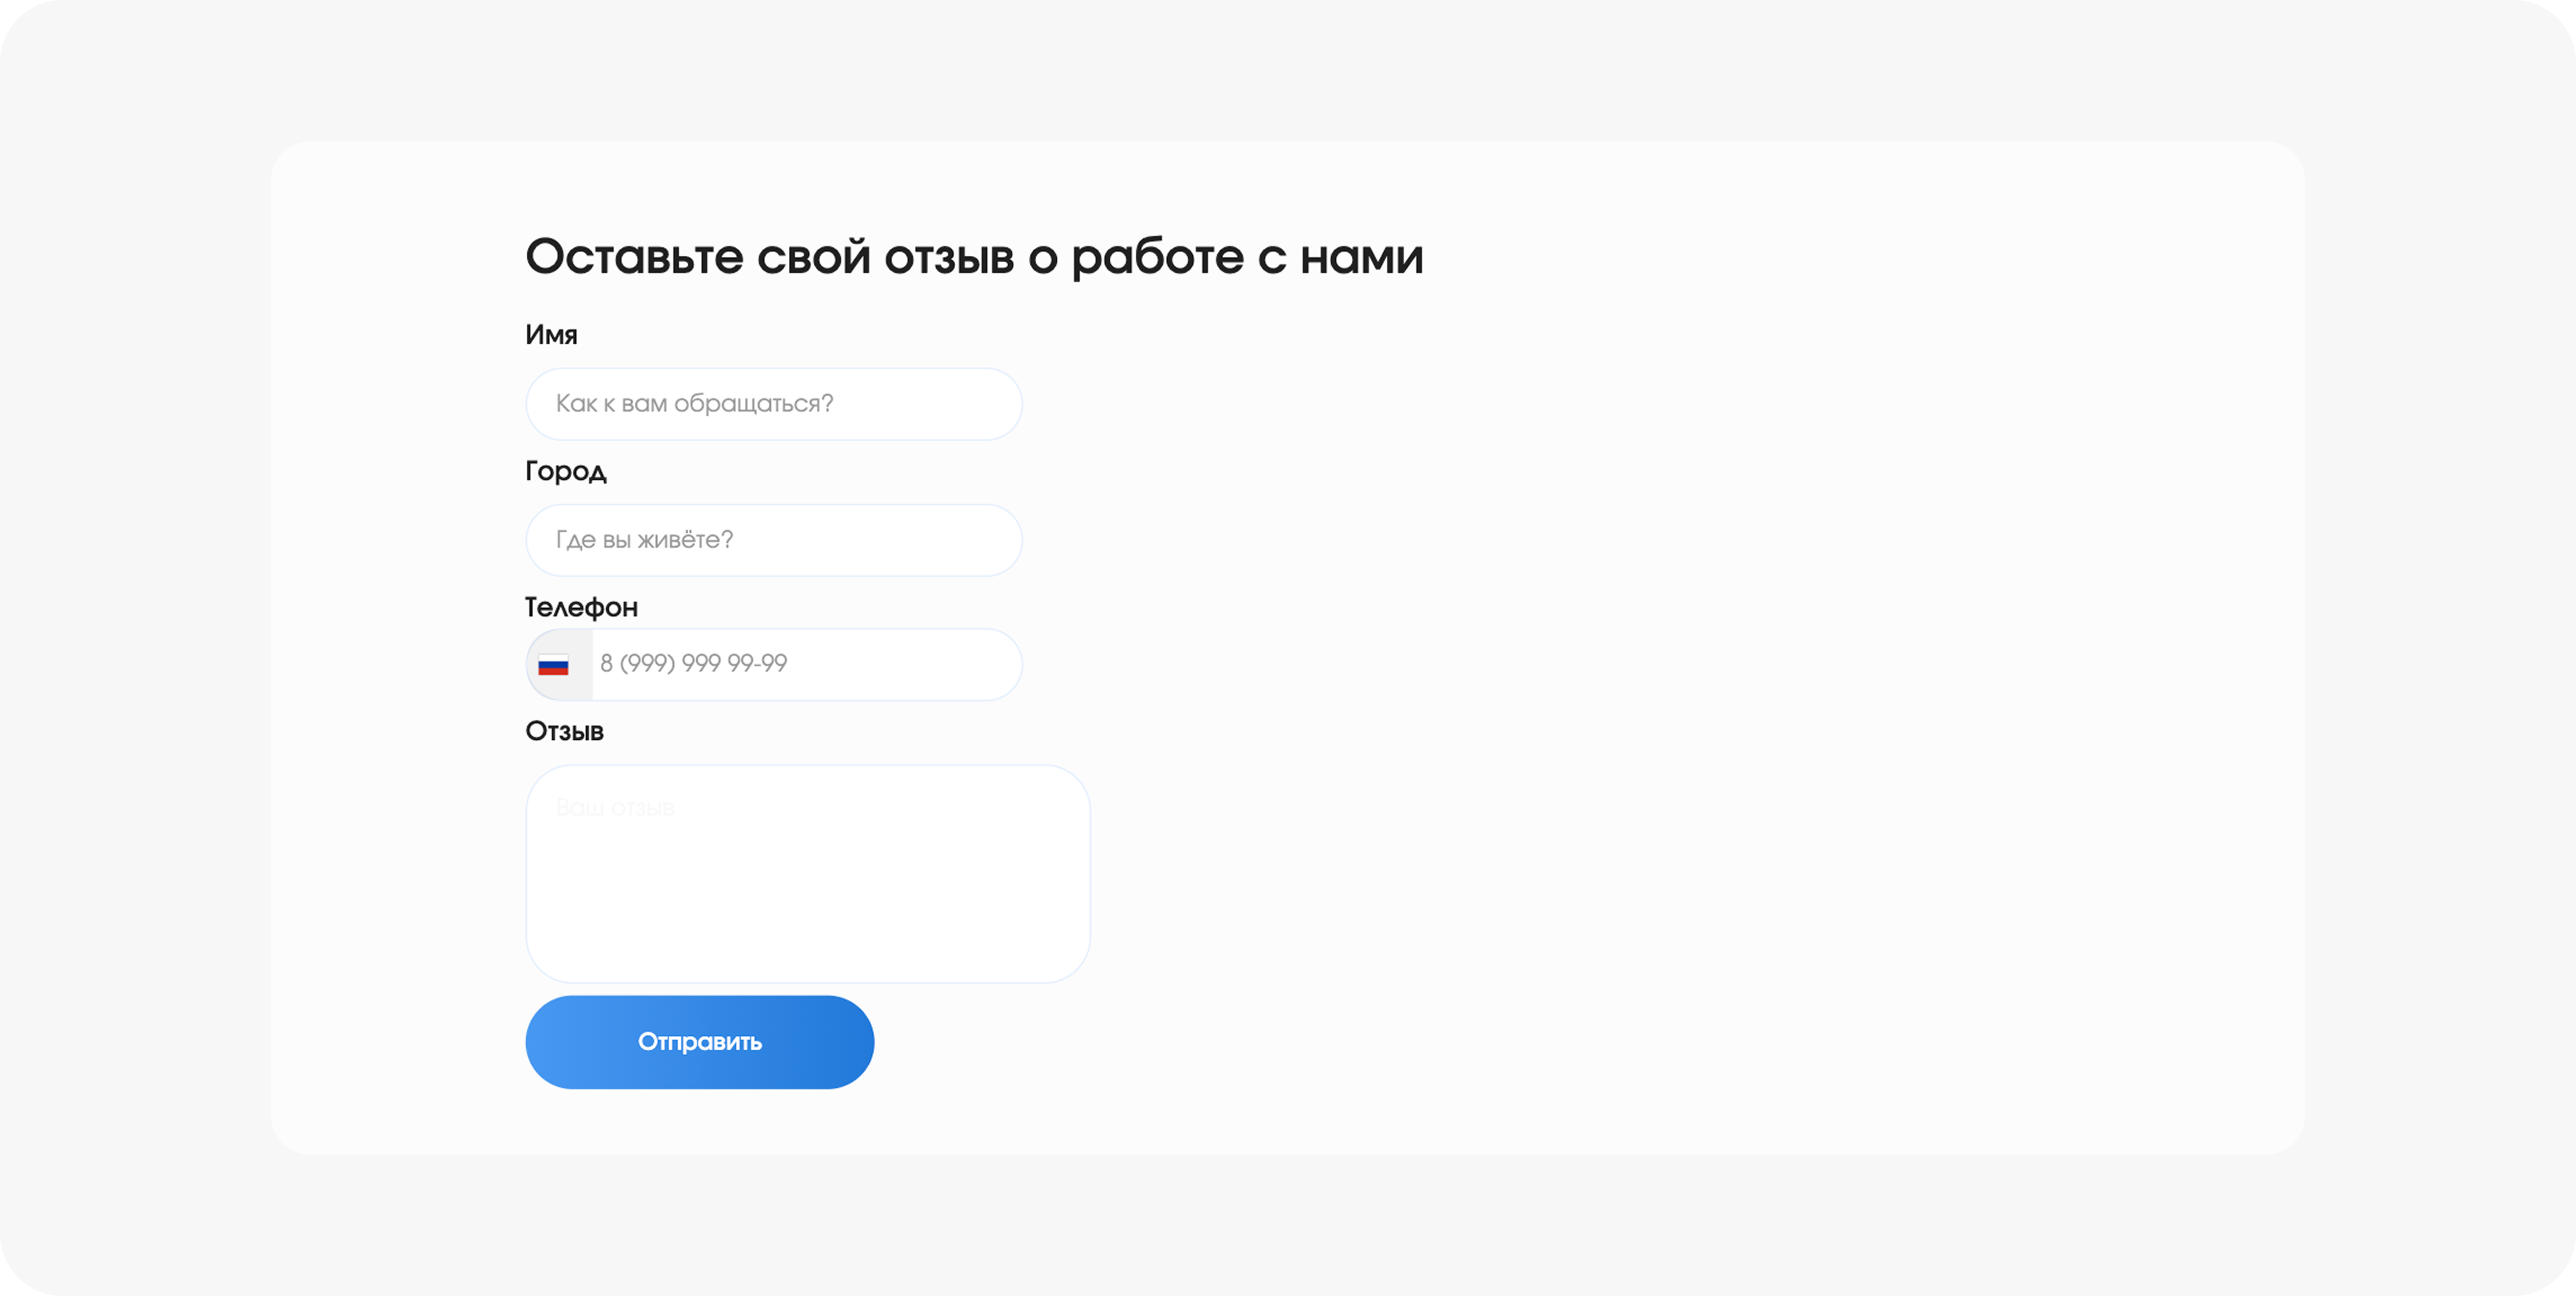 Оставьте свой отзыв о работе с нами
Имя
Как к вам обращаться?
Город
Где вы живёте?
Телефон
8 (999) 999 99-99
Отзыв
Ваш отзыв
Отправить